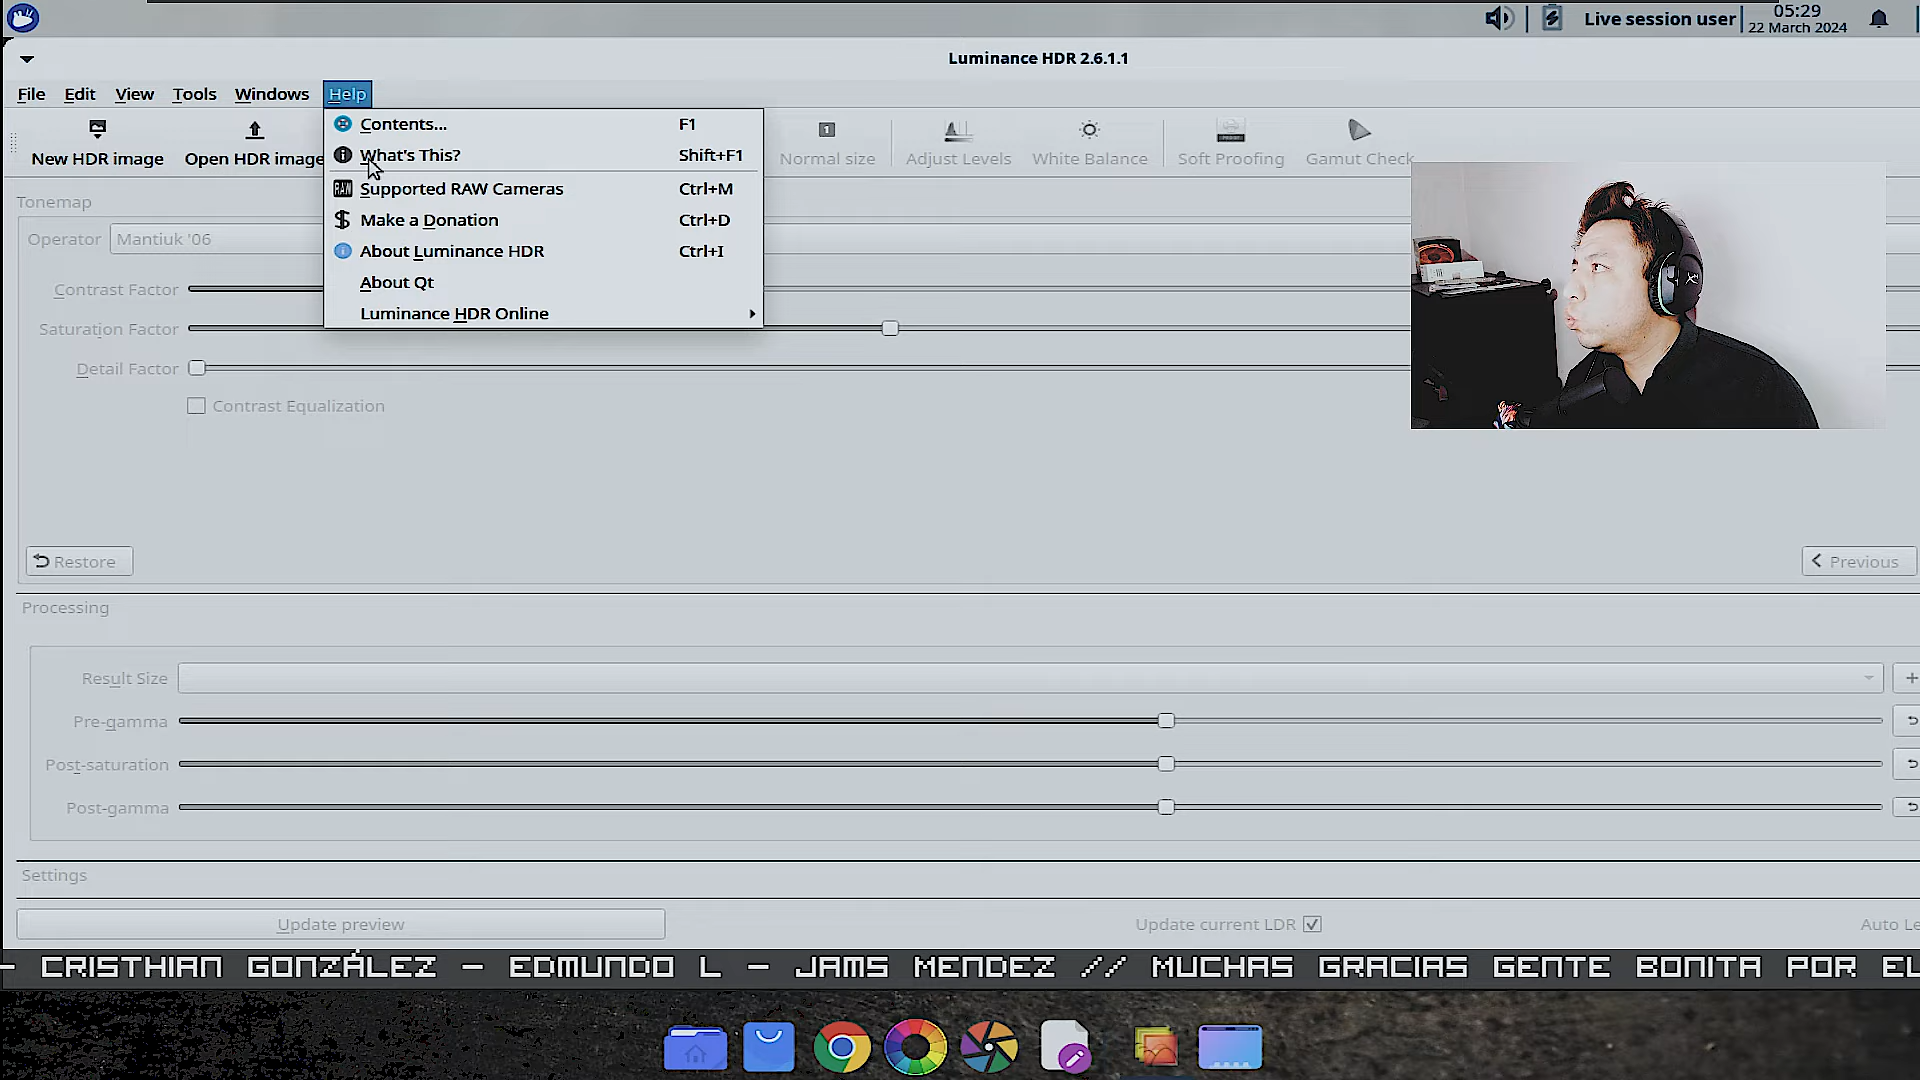 Live session user
05:29
22 March 2024
Luminance HDR 2.6.1.1
File Edit View Tools Windows Help
New HDR image
Open HDR image
Normal size
Adjust Levels
White Balance
Soft Proofing
Gamut Check
Contents... F1
What's This? Shift+F1
Supported RAW Cameras Ctrl+M
Make a Donation Ctrl+D
About Luminance HDR Ctrl+I
About Qt
Luminance HDR Online
Tonemap
Operator Mantiuk '06
Contrast Factor
Saturation Factor
Detail Factor
Contrast Equalization
Restore
Previous
Processing
Result Size
Pre-gamma
Post-saturation
Post-gamma
Settings
Update preview
Update current LDR
Auto Le
- CRISTHIAN GONZÁLEZ - EDMUNDO L - JAMS MENDEZ // MUCHAS GRACIAS GENTE BONITA POR EL